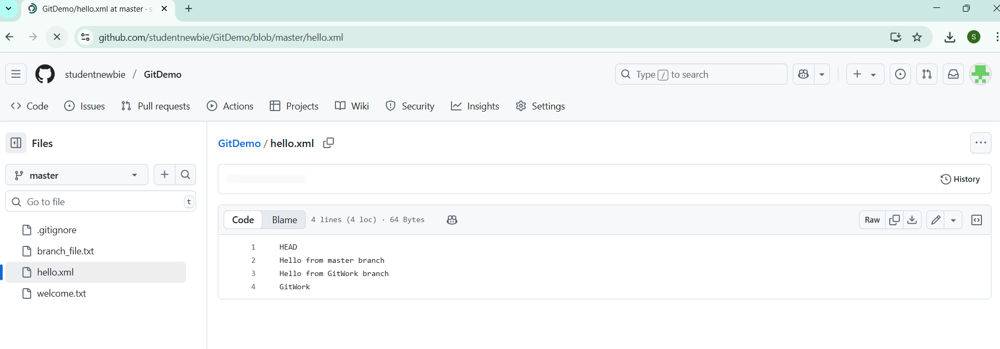 GitDemo/hello.xml at master · s
github.com/studentnewbie/GitDemo/blob/master/hello.xml
S
studentnewbie / GitDemo
Type / to search
Code Issues Pull requests Actions Projects Wiki Security Insights Settings
Files
master
Go to file
t
.gitignore
branch_file.txt
hello.xml
welcome.txt
GitDemo / hello.xml
History
Code Blame 4 lines (4 loc) · 64 Bytes
Raw
1 HEAD
2 Hello from master branch
3 Hello from GitWork branch
4 GitWork